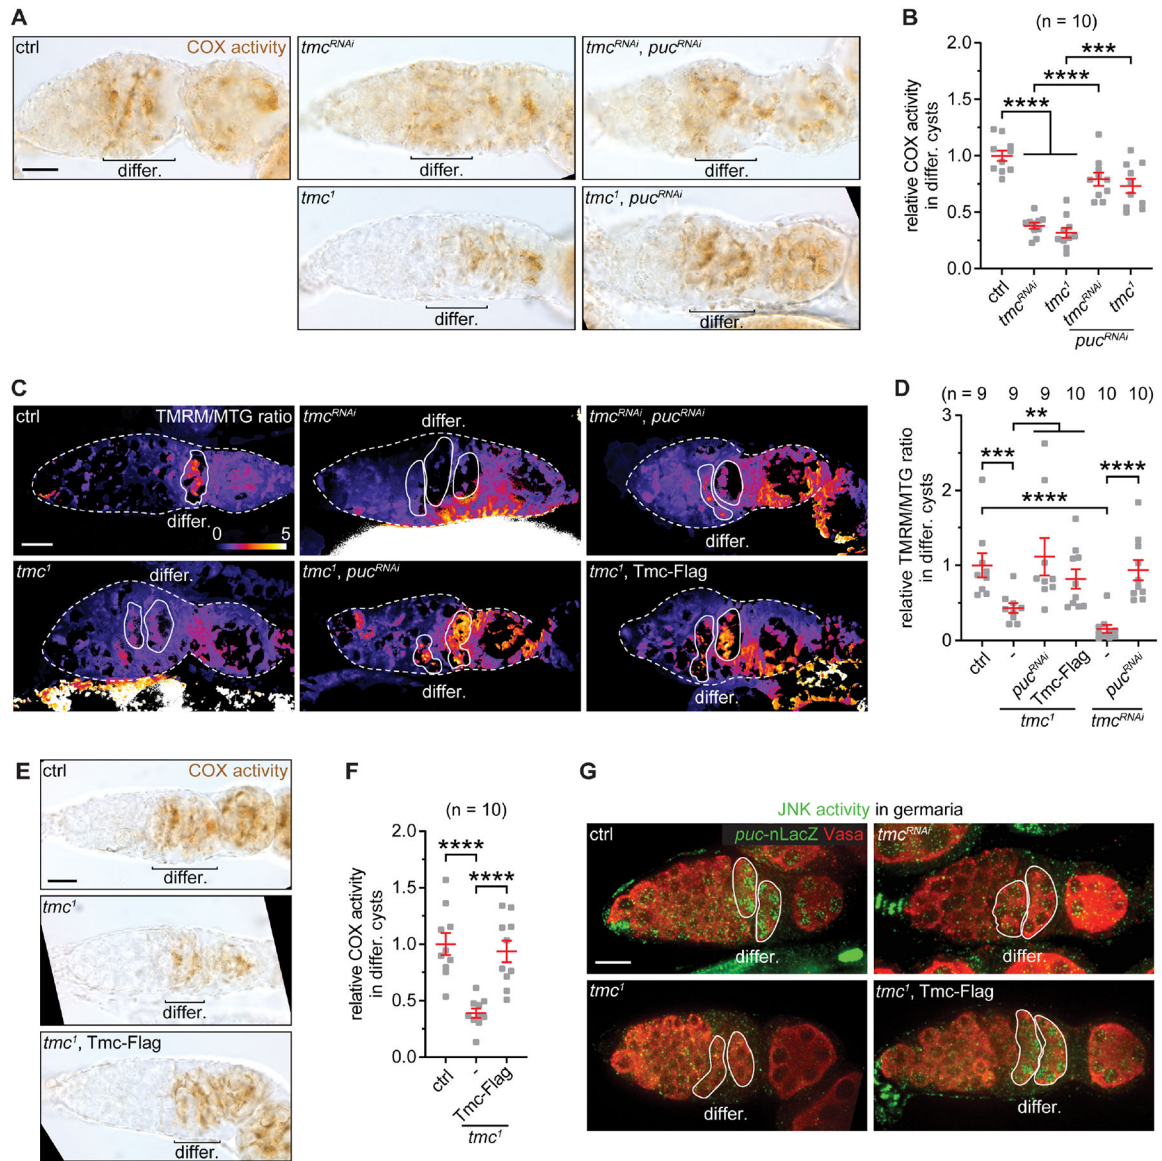 A
ctrl
COX activity
differ.
tmcRNAi
differ.
tmcRNAi, pucRNAi
differ.
tmc1
differ.
tmc1, pucRNAi
differ.
B
(n = 10)
relative COX activity
in differ. cysts
2.0
1.5
1.0
0.5
0.0
***
****
****
ctrl
tmcRNAi
tmc1
tmcRNAi
tmc1
pucRNAi
C
ctrl
TMRM/MTG ratio
differ.
0 5
tmcRNAi
differ.
tmcRNAi, pucRNAi
differ.
tmc1
differ.
tmc1, pucRNAi
differ.
tmc1, Tmc-Flag
differ.
D
(n = 9 9 9 10 10 10)
relative TMRM/MTG ratio
in differ. cysts
3
2
1
0
**
***
****
****
ctrl
-
pucRNAi
Tmc-Flag
-
pucRNAi
tmc1
tmcRNAi
E
ctrl
COX activity
differ.
tmc1
differ.
tmc1, Tmc-Flag
differ.
F
(n = 10)
relative COX activity
in differ. cysts
2.0
1.5
1.0
0.5
0.0
****
****
ctrl
-
Tmc-Flag
tmc1
G
JNK activity in germaria
ctrl
puc-nLacZ Vasa
differ.
tmcRNAi
differ.
tmc1
differ.
tmc1, Tmc-Flag
differ.